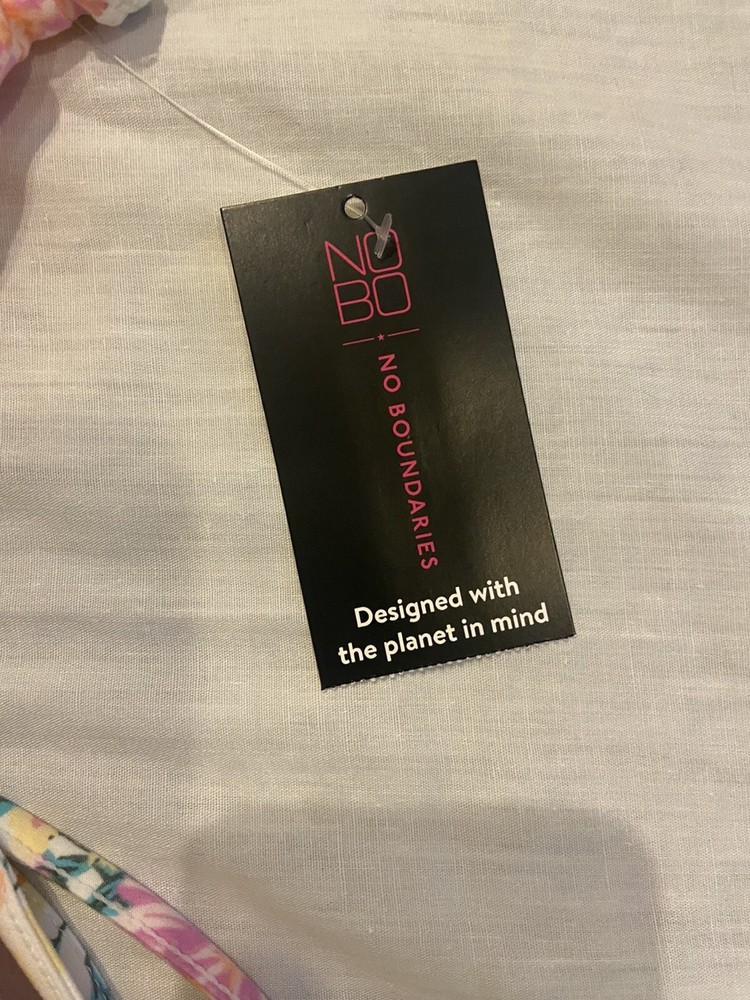 NO
BO
NO BOUNDARIES
Designed with
the planet in mind